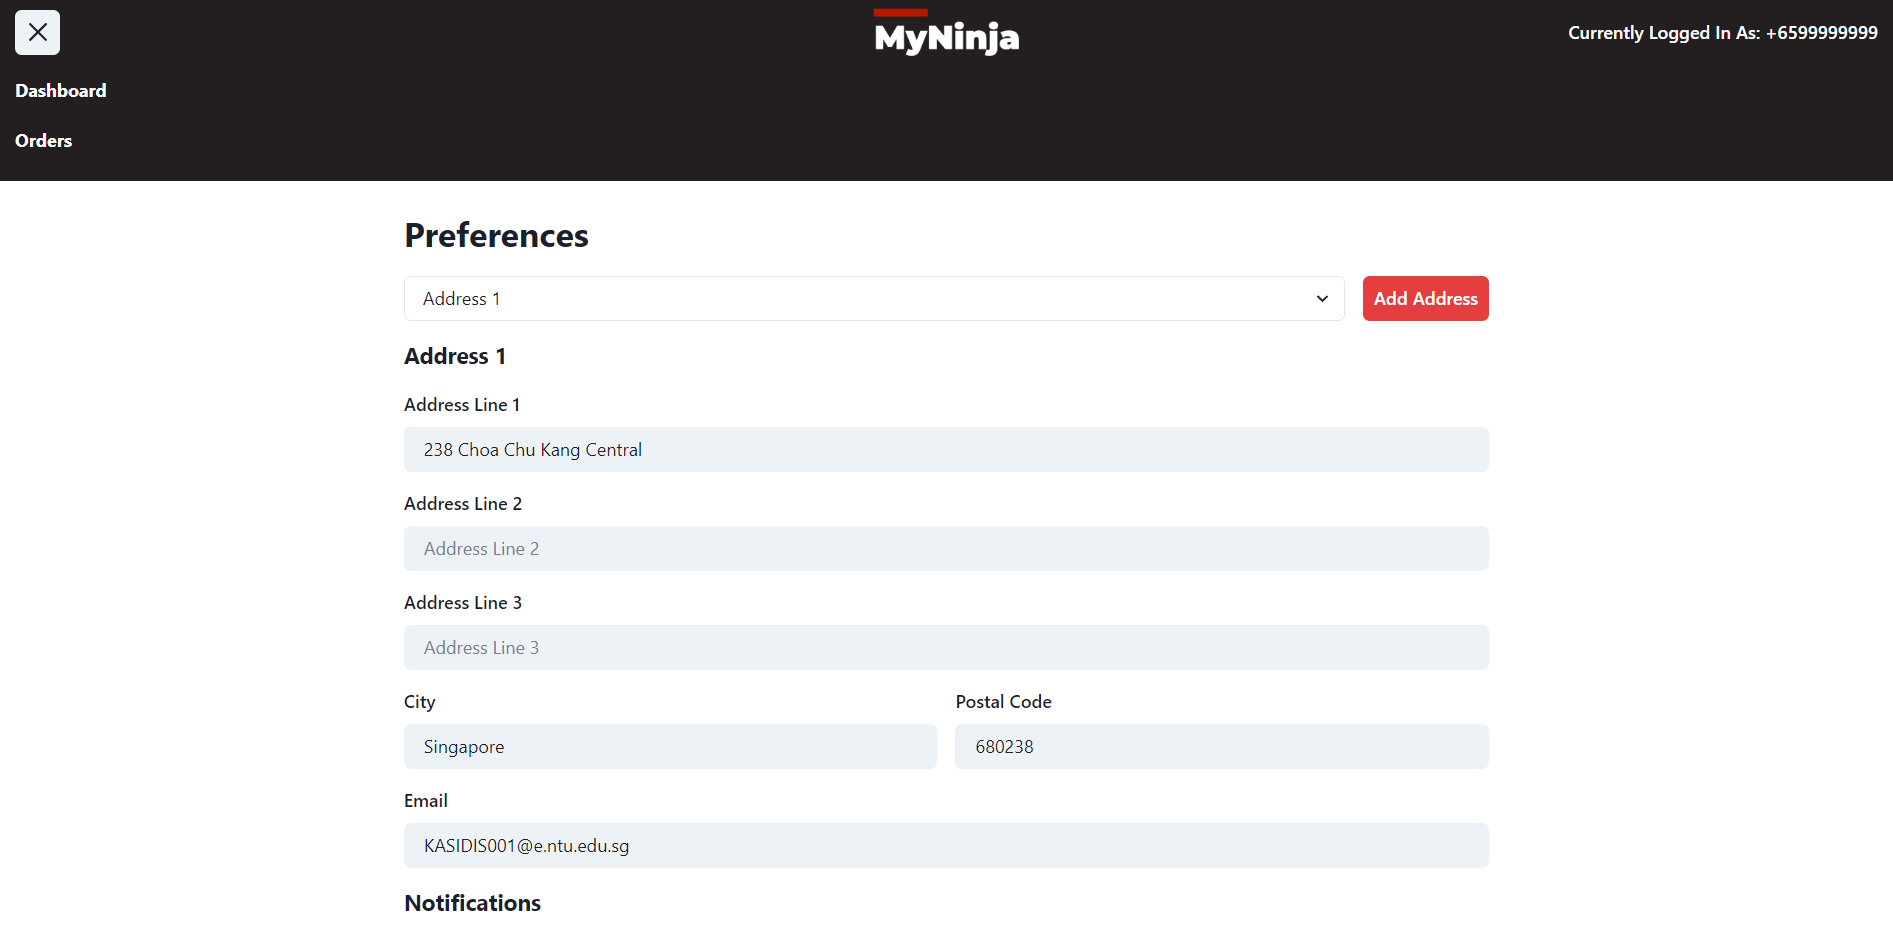 MyNinja
Currently Logged In As: +6599999999
Dashboard
Orders
Preferences
Address 1
Add Address
Address 1
Address Line 1
238 Choa Chu Kang Central
Address Line 2
Address Line 2
Address Line 3
Address Line 3
City
Postal Code
Singapore
680238
Email
KASIDIS001@e.ntu.edu.sg
Notifications